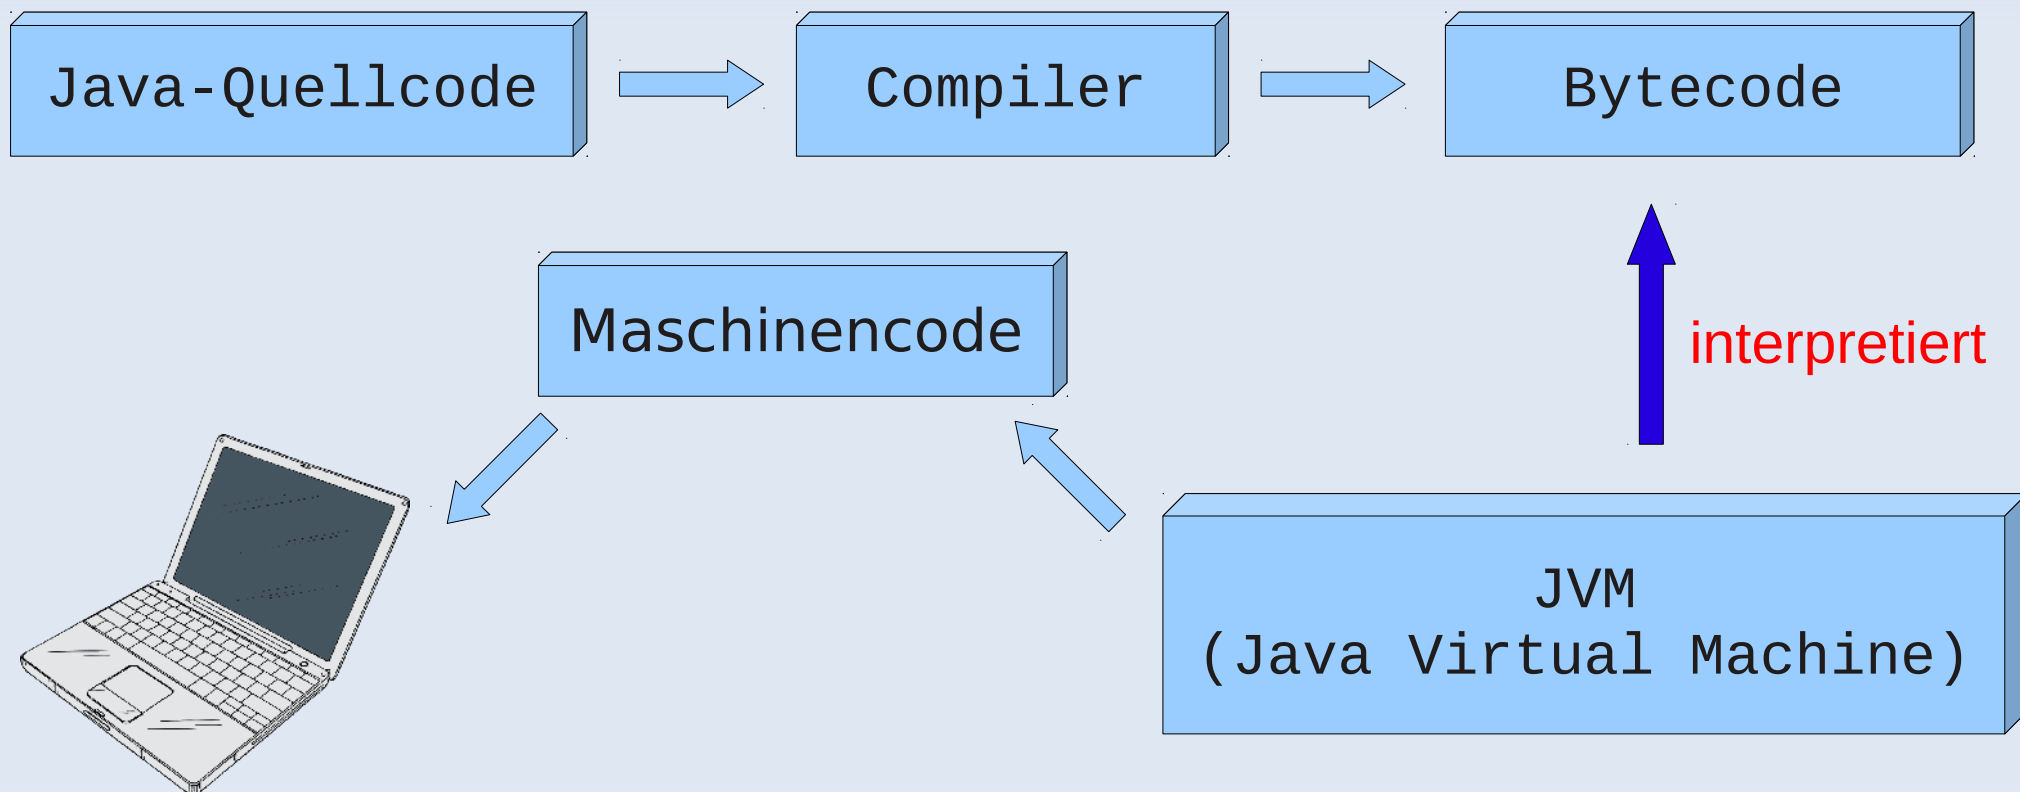 Java-Quellcode
Compiler
Bytecode
Maschinencode
interpretiert
JVM
(Java Virtual Machine)